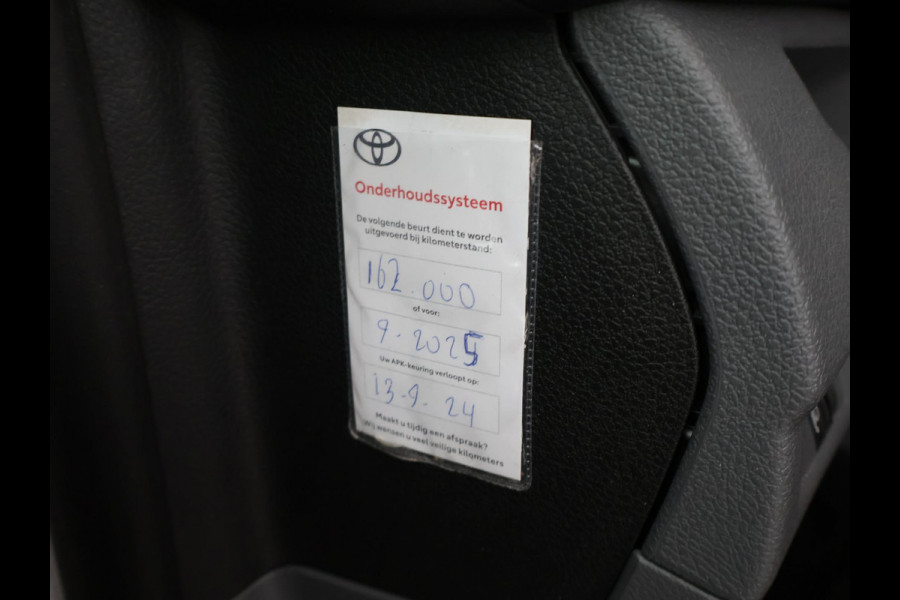 Onderhoudssysteem
De volgende beurt dient te worden
uitgevoerd bij kilometerstand:
162.000
of voor:
9-2025
Uw APK-keuring verloopt op:
13-9-24
Maakt u tijdig een afspraak?
Wij wensen u veel veilige kilometers